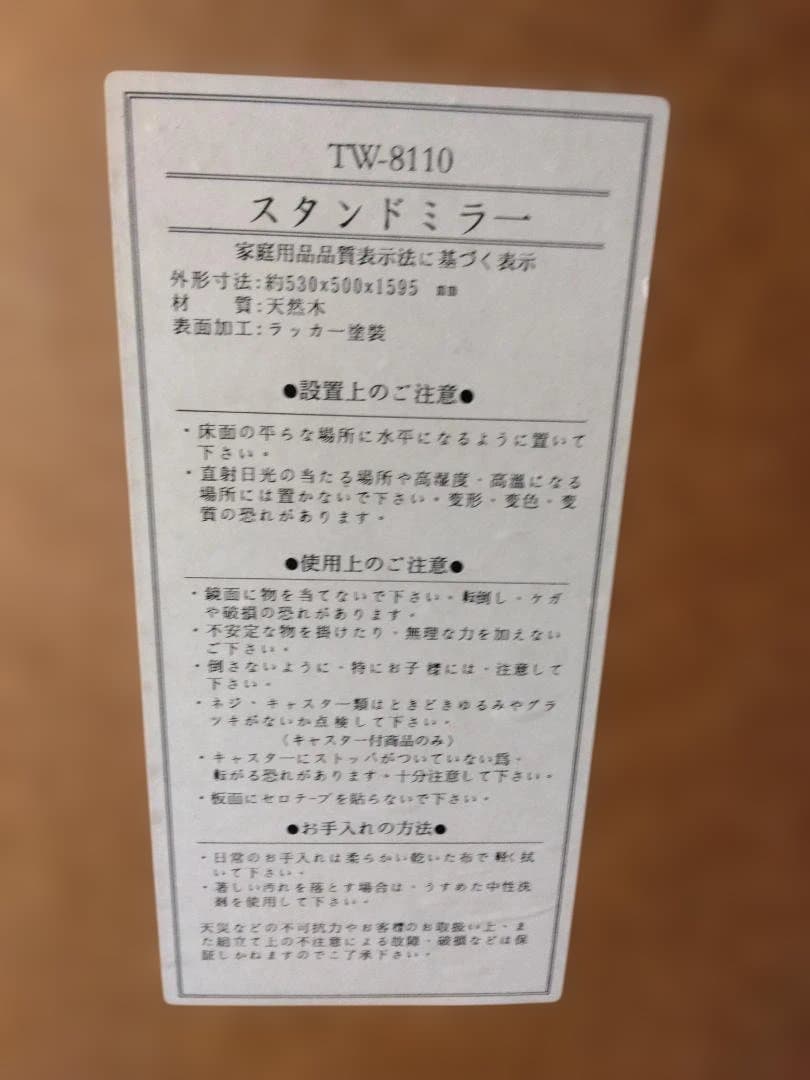 TW-8110
スタンドミラー
家庭用品品質表示法に基づく表示
外形寸法:約530x500x1595 mm
材 質:天然木
表面加工:ラッカー塗装
●設置上のご注意●
・床面の平らな場所に水平になるように置いて
下さい。
・直射日光の当たる場所や高湿度・高温になる
場所には置かないで下さい。変形・変色・変
質の恐れがあります。
●使用上のご注意●
・鏡面に物を当てないで下さい。転倒し・ケガ
や破損の恐れがあります。
・不安定な物を掛けたり・無理な力を加えない
ご下さい。
・倒さないように・特にお子様には・注意して
下さい。
・ネジ・キャスター類はときどきゆるみやグラ
ツキがないか点検して下さい。
(キャスター付商品のみ)
・キャスターにストッパがついていない為・
転がる恐れがあります。十分注意して下さい。
・板面にセロテープを貼らないで下さい。
●お手入れの方法●
・日常のお手入れは柔らかい乾いた布で軽く拭
いて下さい。
・著しい汚れを落とす場合は・うすめた中性洗
剤を使用して下さい。
天災などの不可抗力やお客様のお取扱い上・ま
た組立て上の不注意による故障・破損などは保
証しかねますのでご了承下さい。